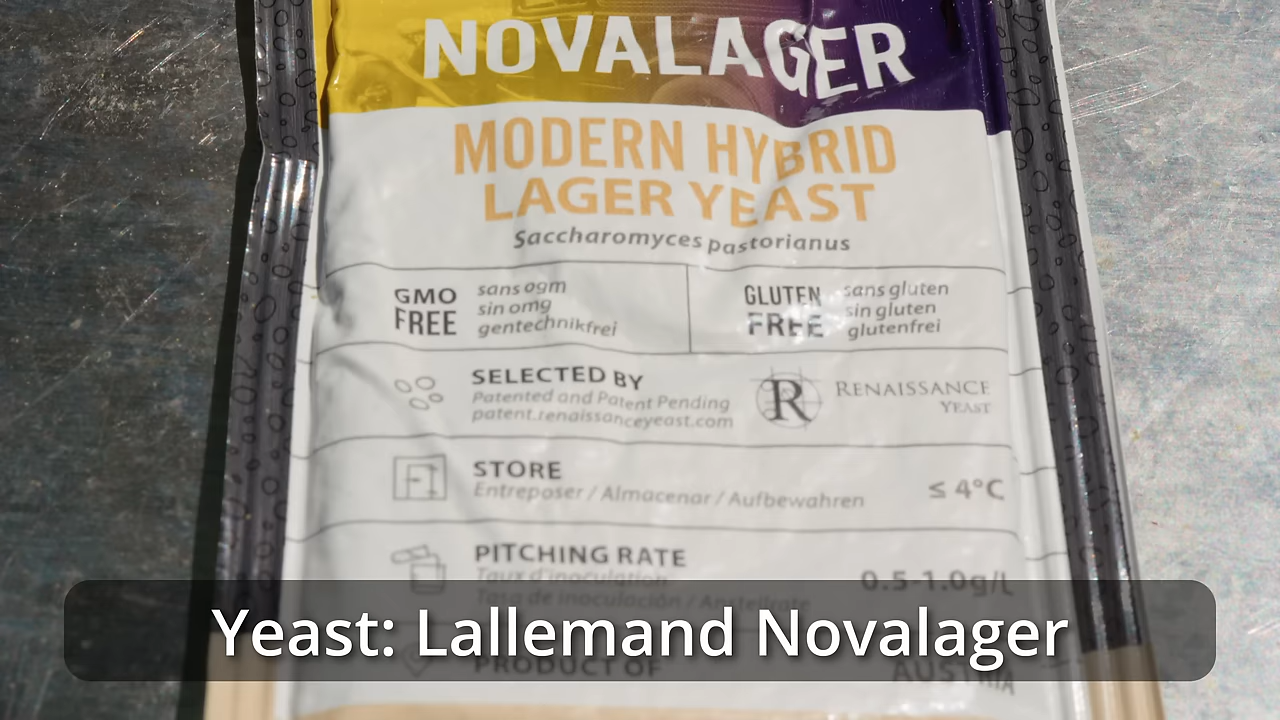 NOVALAGER
MODERN HYBRID
LAGER YEAST
Saccharomyces pastorianus
GMO
FREE
sans ogm
sin omg
gentechnikfrei
GLUTEN
FREE
sans gluten
sin gluten
glutenfrei
SELECTED BY
Patented and Patent Pending
patent.renaissanceyeast.com
R
RENAISSANCE
YEAST
STORE
Entreposer / Almacenar / Aufbewahren
≤ 4°C
PITCHING RATE
Taux d'inoculation
Tasa de inoculación / Anstellrate
0.5-1.0g/L
Yeast: Lallemand Novalager
PRODUCT OF
AUSTRIA